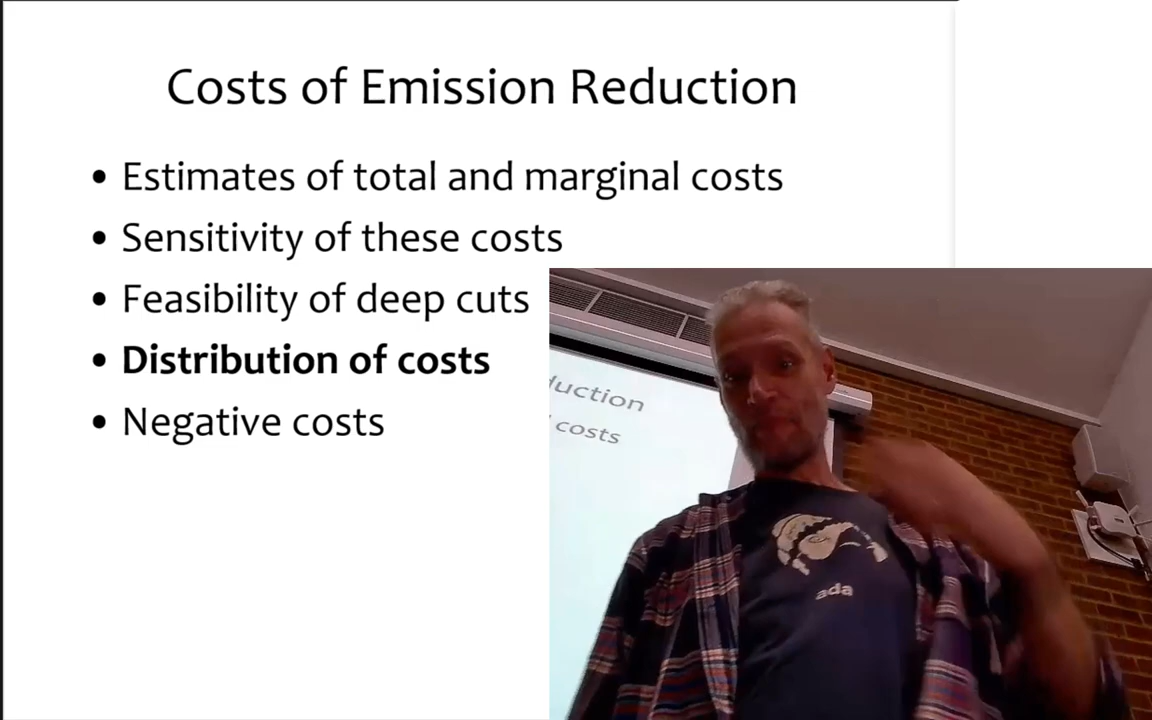 Costs of Emission Reduction
• Estimates of total and marginal costs
• Sensitivity of these costs
• Feasibility of deep cuts
• Distribution of costs
• Negative costs
duction
costs
ada